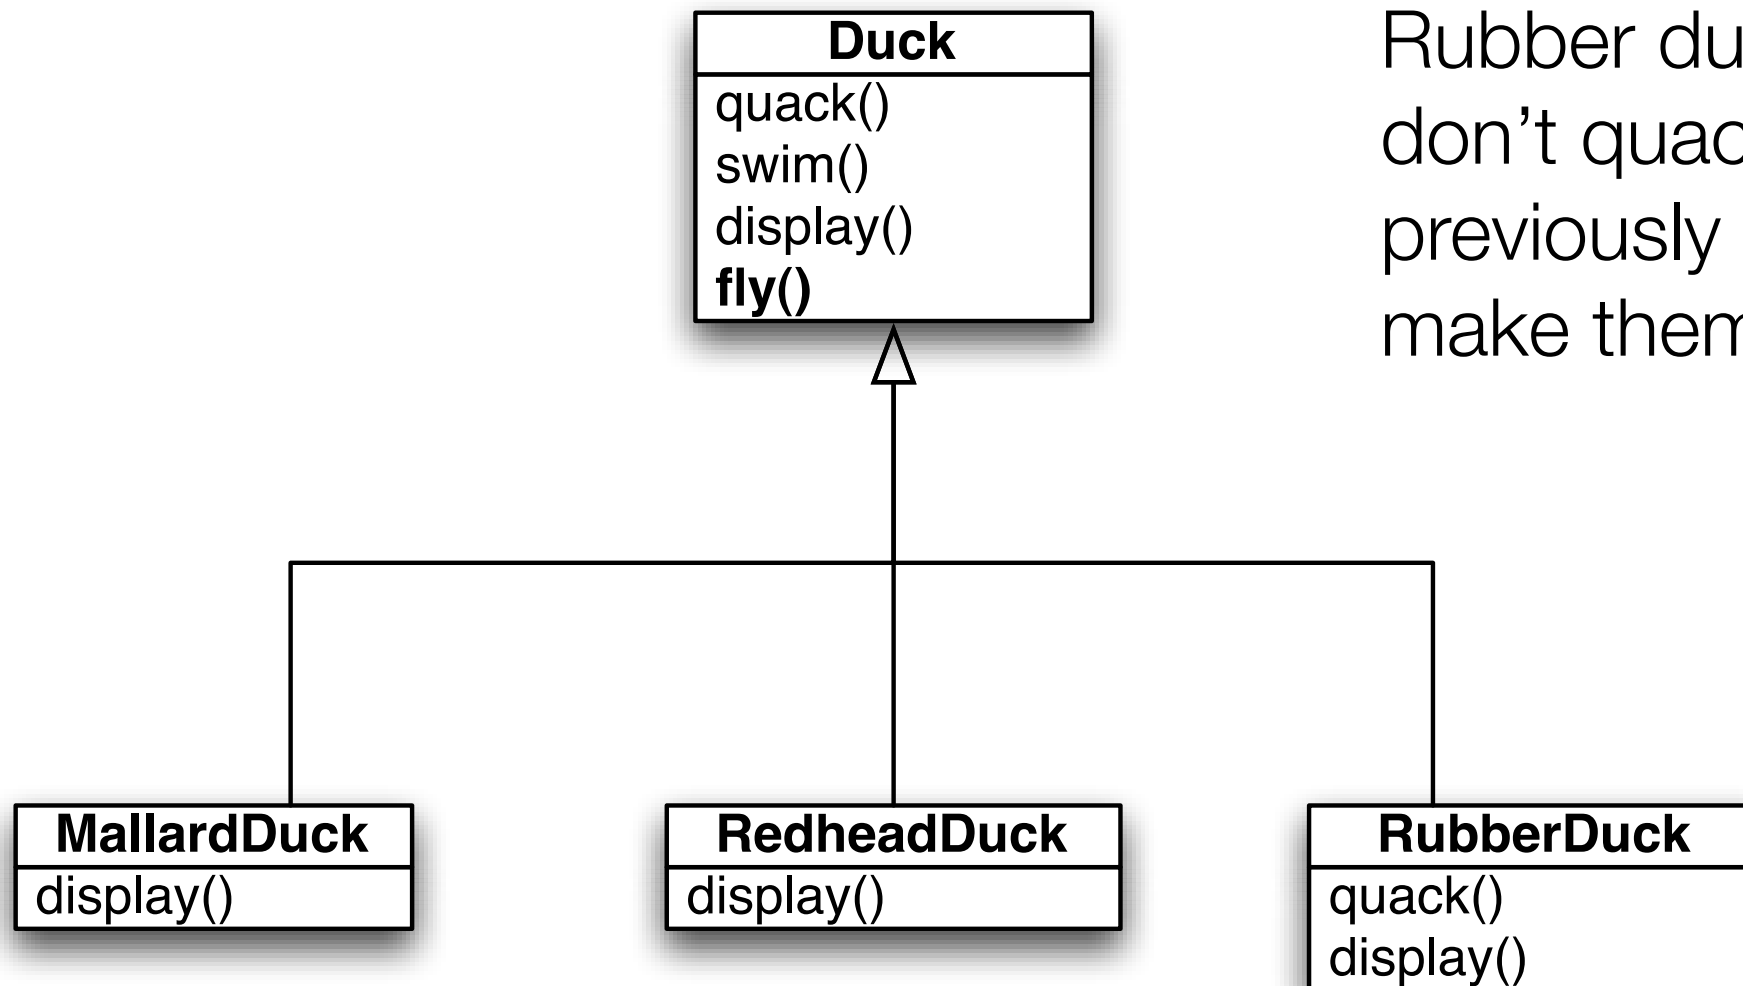 Duck
quack()
swim()
display()
fly()
Rubber du
don’t quac
previously
make them
MallardDuck
display()
RedheadDuck
display()
RubberDuck
quack()
display()